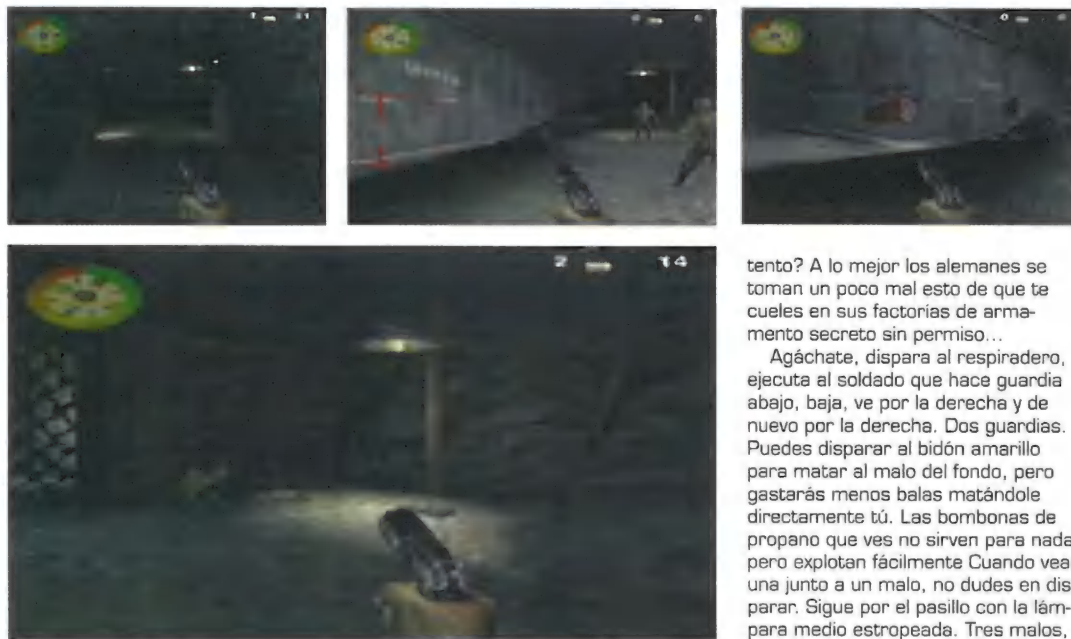 tento? A lo mejor los alemanes se
toman un poco mal esto de que te
cueles en sus factorías de arma-
mento secreto sin permiso...
Agáchate, dispara al respiradero,
ejecuta al soldado que hace guardia
abajo, baja, ve por la derecha y de
nuevo por la derecha. Dos guardias.
Puedes disparar al bidón amarillo
para matar al malo del fondo, pero
gastarás menos balas matándole
directamente tú. Las bombonas de
propano que ves no sirven para nada
pero explotan fácilmente Cuando vea
una junto a un malo, no dudes en dis
parar. Sigue por el pasillo con la lám-
para medio estropeada. Tres malos,
2 14